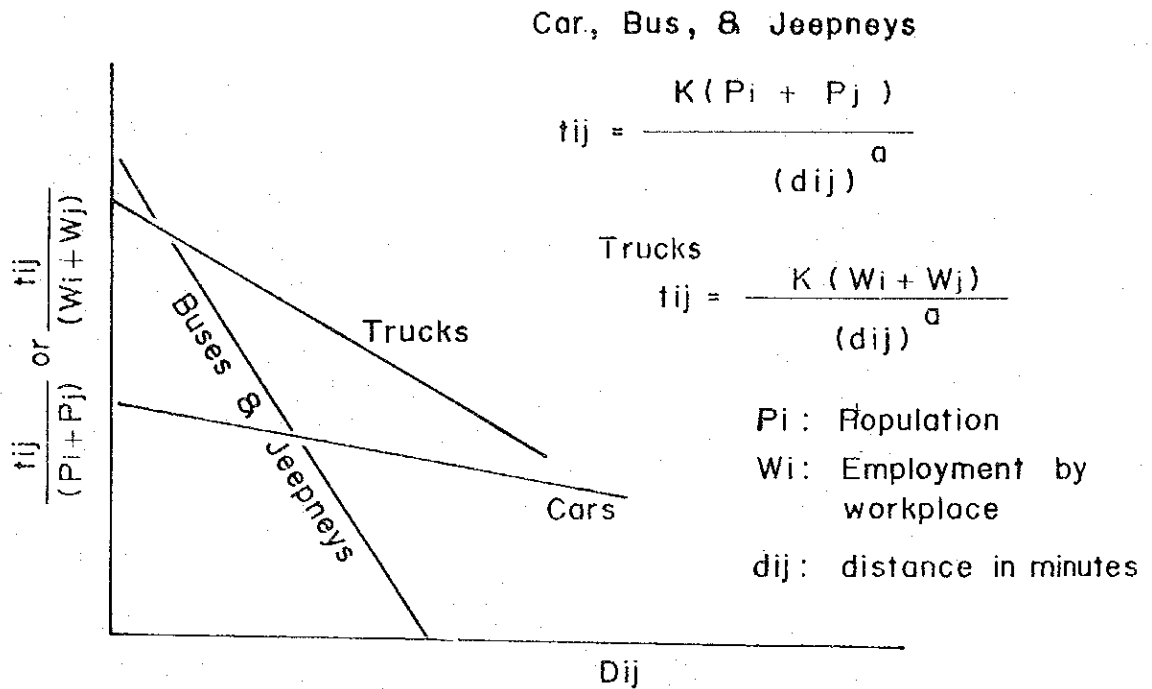 Car., Bus, & Jeepneys
tij = K(Pi + Pj) / (dij)^a
Trucks
tij = K (Wi + Wj) / (dij)^a
Pi : Population
Wi : Employment by
workplace
dij : distance in minutes
tij / (Pi + Pj) or tij / (Wi + Wj)
Trucks
Buses & Jeepneys
Cars
Dij